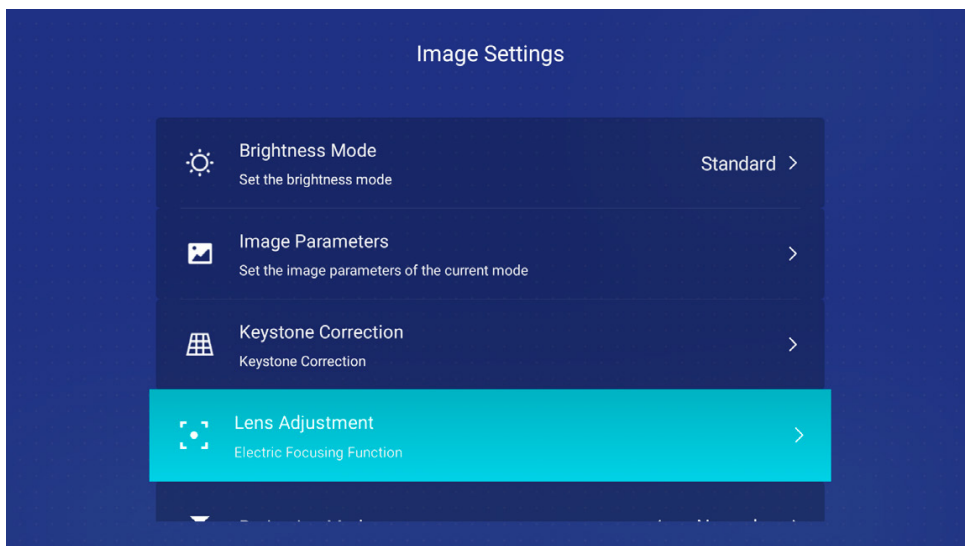 Image Settings
Brightness Mode
Set the brightness mode
Standard
Image Parameters
Set the image parameters of the current mode
Keystone Correction
Keystone Correction
Lens Adjustment
Electric Focusing Function